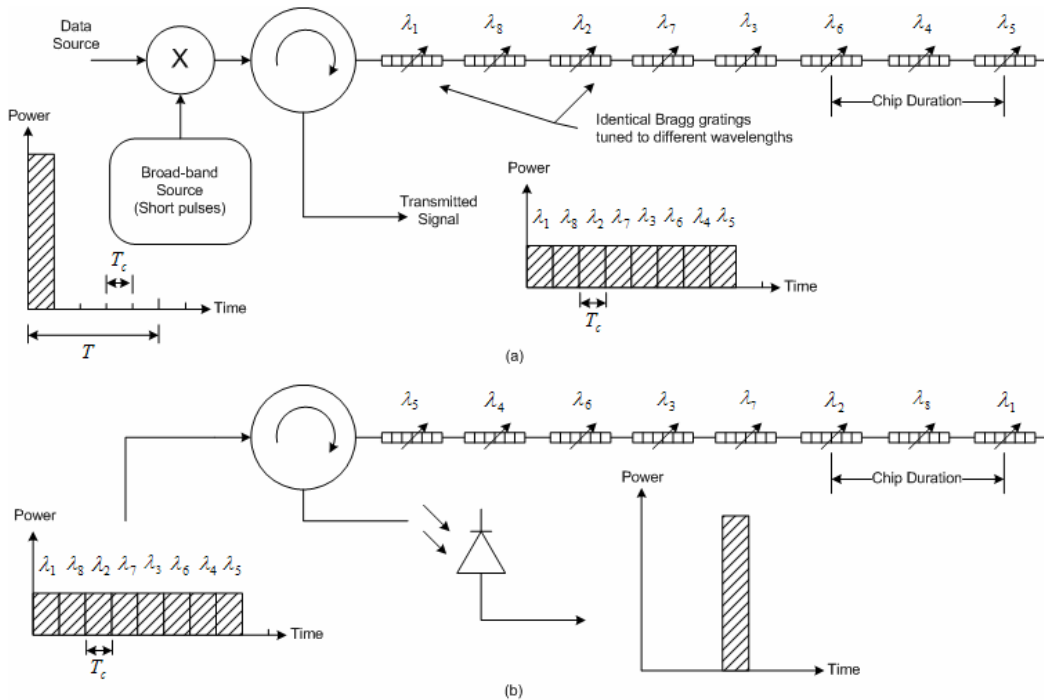 Data
Source
X
λ₁ λ₈ λ₂ λ₇ λ₃ λ₆ λ₄ λ₅
Chip Duration
Identical Bragg gratings
tuned to different wavelengths
Power
Broad-band
Source
(Short pulses)
T_c
Time
T
Transmitted
Signal
Power
λ₁ λ₈ λ₂ λ₇ λ₃ λ₆ λ₄ λ₅
Time
T_c
(a)
λ₅ λ₄ λ₆ λ₃ λ₇ λ₂ λ₈ λ₁
Chip Duration
Power
λ₁ λ₈ λ₂ λ₇ λ₃ λ₆ λ₄ λ₅
Time
T_c
Power
Time
(b)